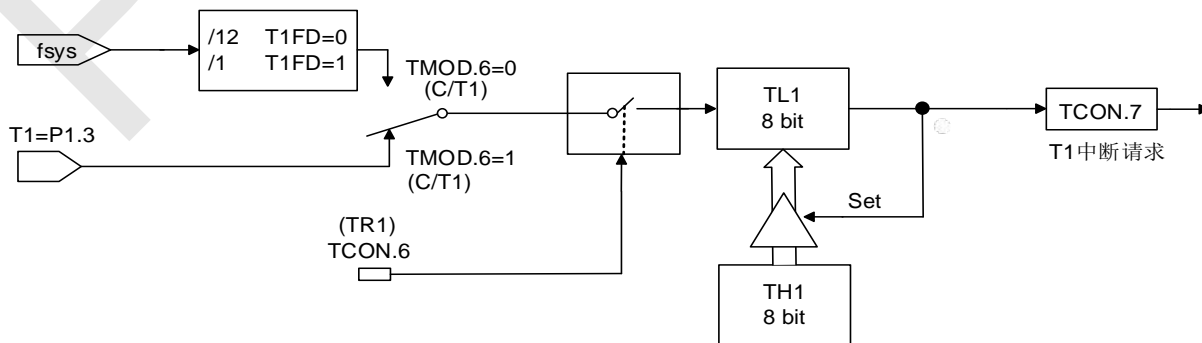 fsys
/12 T1FD=0
/1 T1FD=1
TMOD.6=0
(C/T1)
T1=P1.3
TMOD.6=1
(C/T1)
(TR1)
TCON.6
TL1
8 bit
TCON.7
T1中断请求
Set
TH1
8 bit